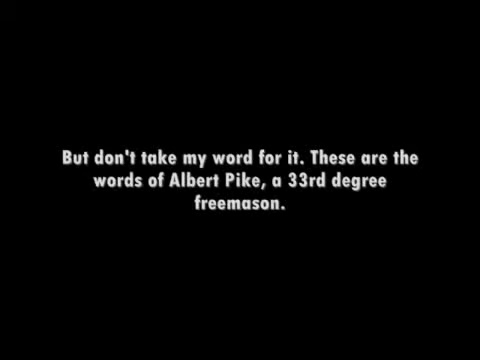 But don't take my word for it. These are the
words of Albert Pike, a 33rd degree
freemason.